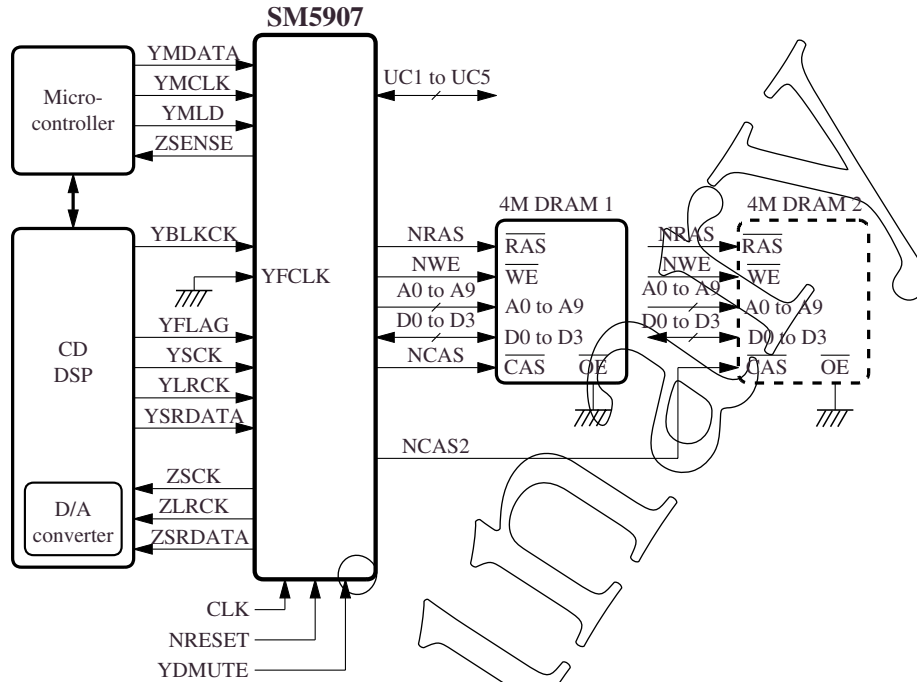 SM5907
YMDATA
YMCLK
YMLD
ZSENSE
Micro-
controller
UC1 to UC5
YBLKCK
YFCLK
YFLAG
YSCK
YLRCK
YSRDATA
CD
DSP
ZSCK
ZLRCK
ZSRDATA
D/A
converter
CLK
NRESET
YDMUTE
NRAS
NWE
A0 to A9
D0 to D3
NCAS
NCAS2
4M DRAM 1
RAS
WE
A0 to A9
D0 to D3
CAS OE
NRAS
NWE
A0 to A9
D0 to D3
4M DRAM 2
RAS
WE
A0 to A9
D0 to D3
CAS OE